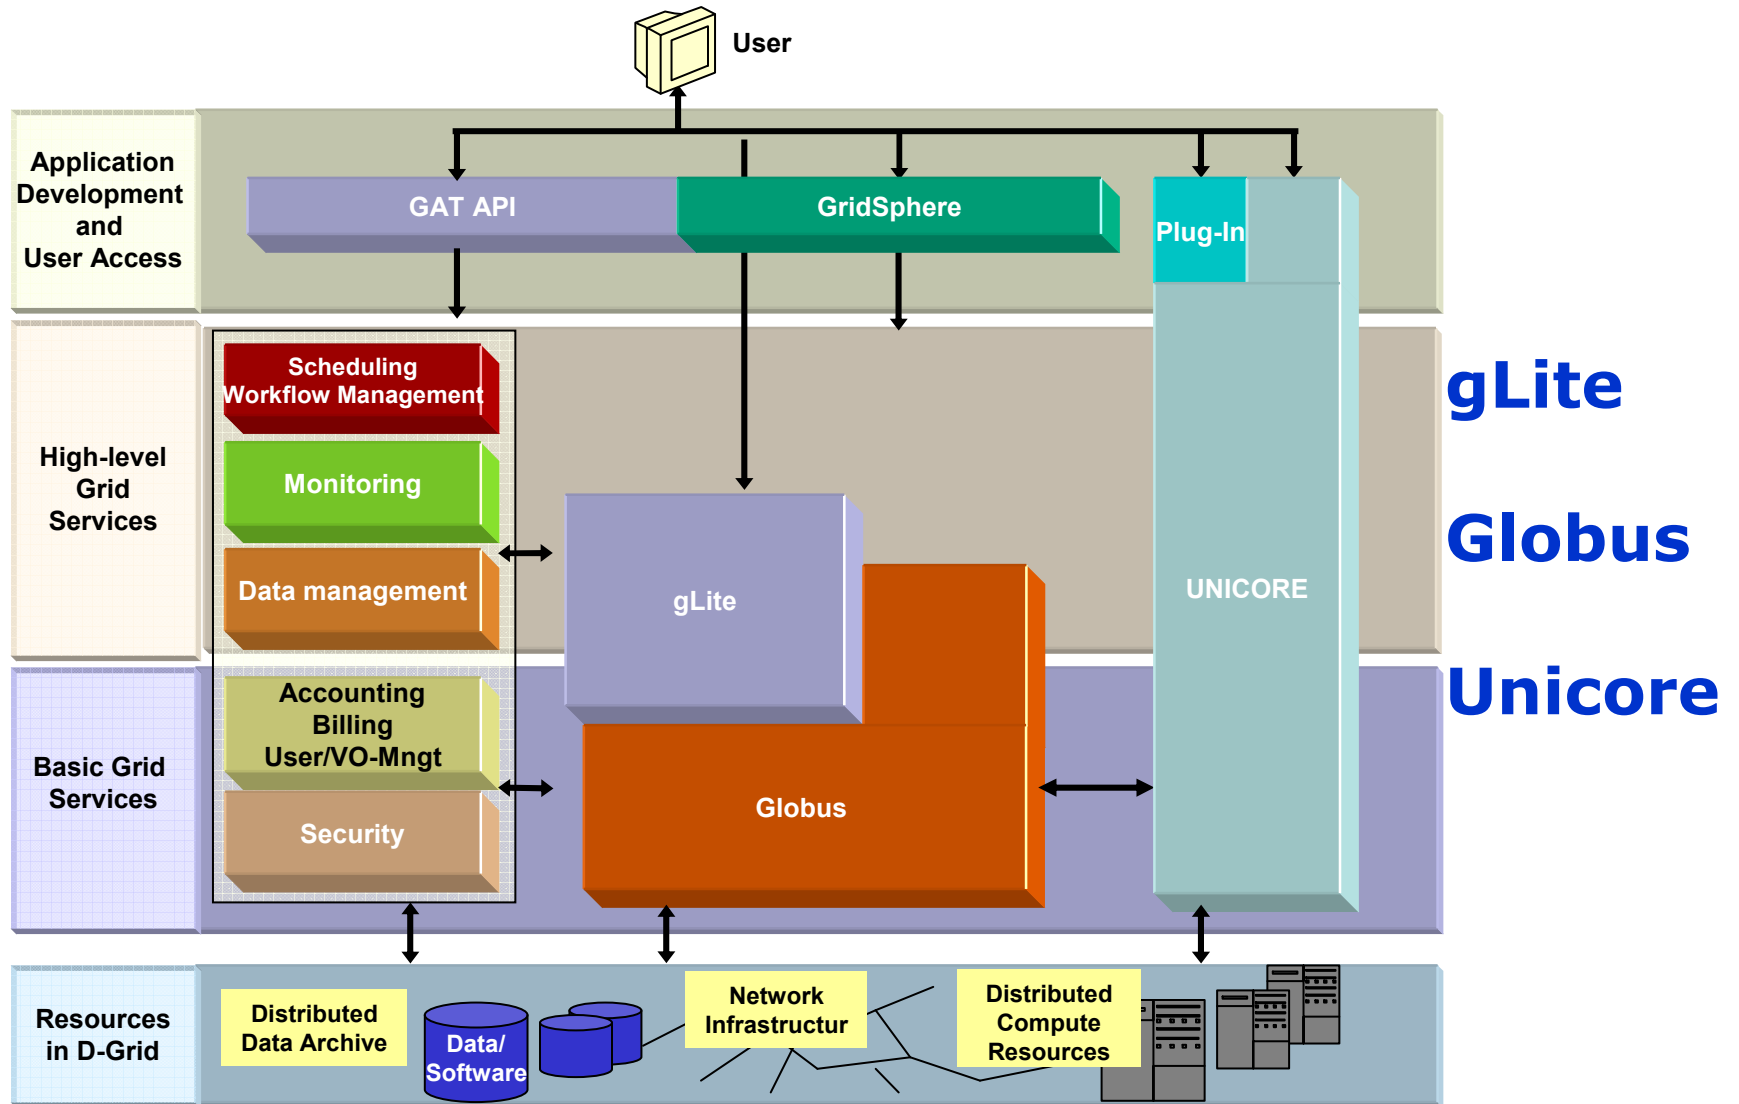 User
Application
Development
and
User Access
GAT API
GridSphere
Plug-In
High-level
Grid
Services
Scheduling
Workflow Management
Monitoring
Data management
gLite
UNICORE
gLite
Globus
Unicore
Basic Grid
Services
Accounting
Billing
User/VO-Mngt
Security
Globus
Resources
in D-Grid
Distributed
Data Archive
Data/
Software
Network
Infrastructur
Distributed
Compute
Resources